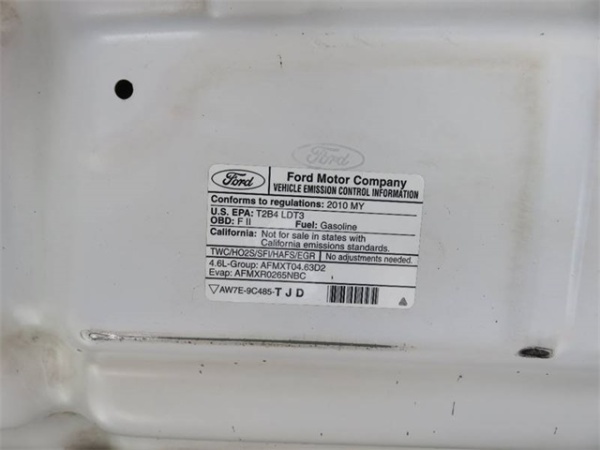 Ford
Ford
Ford Motor Company
VEHICLE EMISSION CONTROL INFORMATION
Conforms to regulations: 2010 MY
U.S. EPA: T2B4 LDT3
OBD: F II Fuel: Gasoline
California: Not for sale in states with
California emissions standards.
TWC/HO2S/SFI/HAFS/EGR No adjustments needed.
4.6L-Group: AFMXT04.63D2
Evap: AFMXR0265NBC
AW7E-9C485-T J D